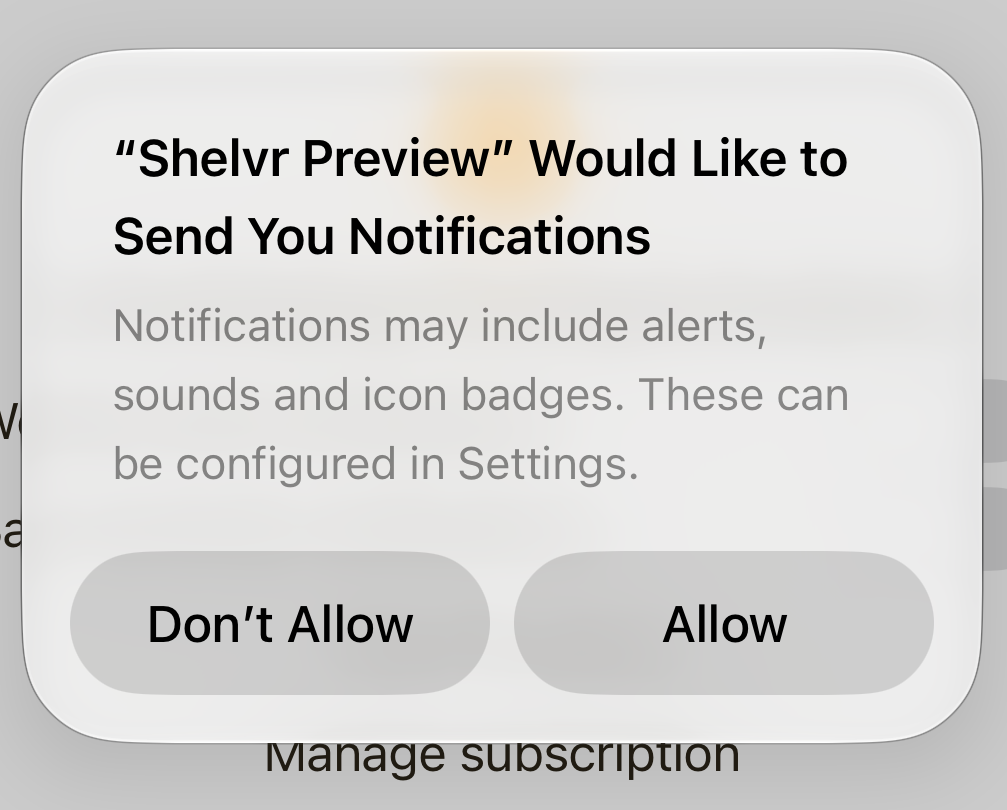 “Shelvr Preview” Would Like to
Send You Notifications
Notifications may include alerts,
sounds and icon badges. These can
be configured in Settings.
Don’t Allow
Allow
Manage subscription